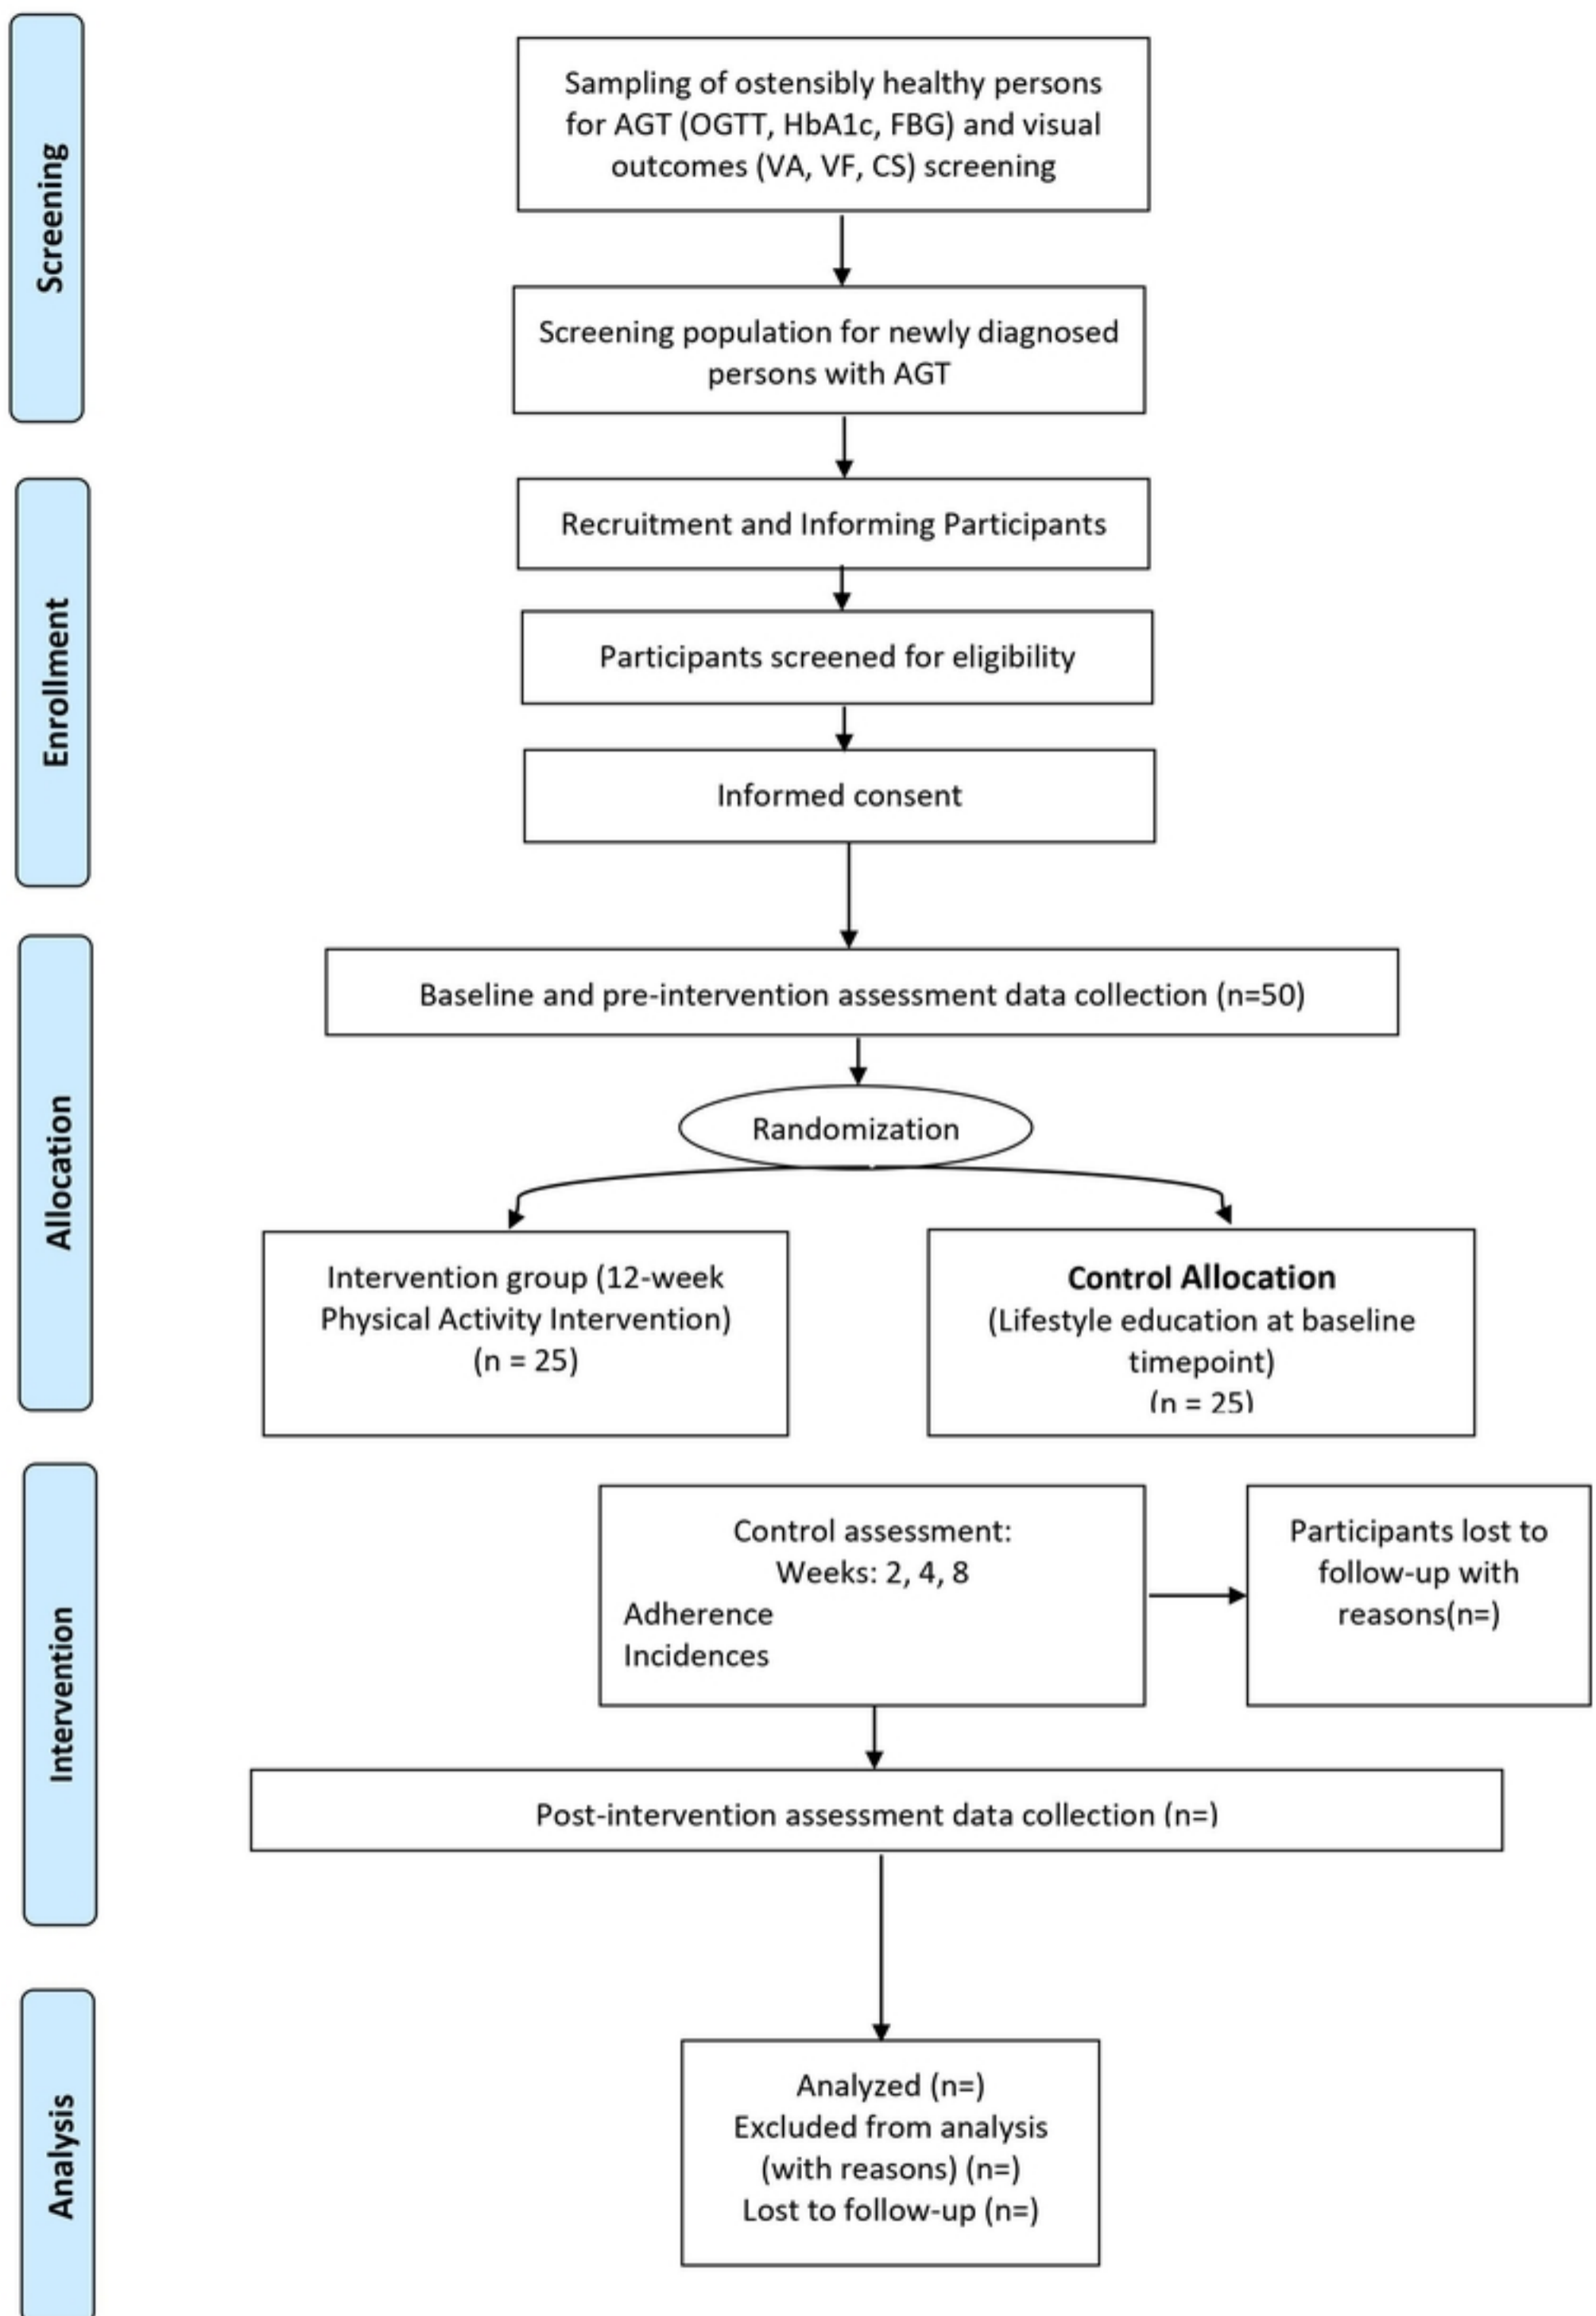 Screening
Sampling of ostensibly healthy persons
for AGT (OGTT, HbA1c, FBG) and visual
outcomes (VA, VF, CS) screening
Screening population for newly diagnosed
persons with AGT
Enrollment
Recruitment and Informing Participants
Participants screened for eligibility
Informed consent
Allocation
Baseline and pre-intervention assessment data collection (n=50)
Randomization
Intervention group (12-week
Physical Activity Intervention)
(n = 25)
Control Allocation
(Lifestyle education at baseline
timepoint)
(n = 25)
Intervention
Control assessment:
Weeks: 2, 4, 8
Adherence
Incidences
Participants lost to
follow-up with
reasons(n=)
Post-intervention assessment data collection (n=)
Analysis
Analyzed (n=)
Excluded from analysis
(with reasons) (n=)
Lost to follow-up (n=)